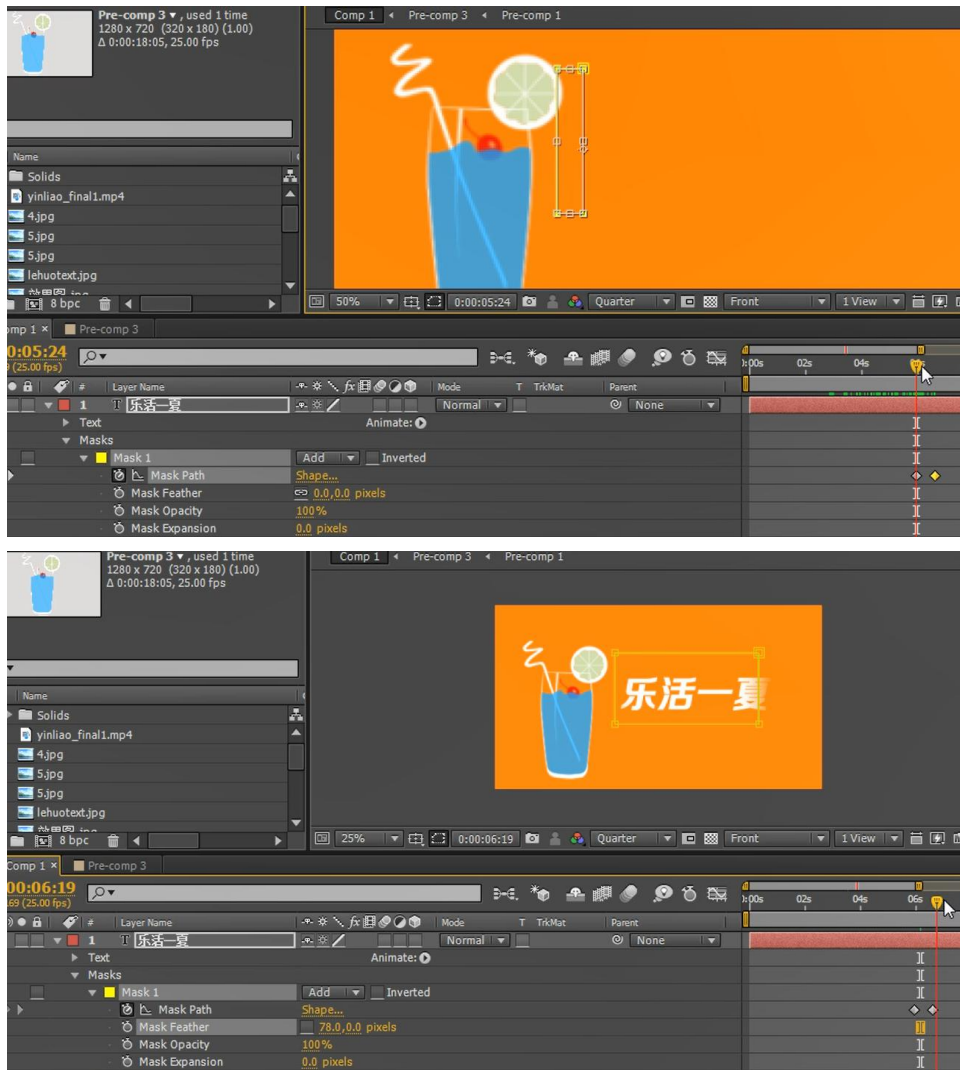 Pre-comp 3 ▾ , used 1 time
1280 x 720 (320 x 180) (1.00)
Δ 0:00:18:05, 25.00 fps
Comp 1 ◂ Pre-comp 3 ◂ Pre-comp 1
Name
Solids
yinliao_final1.mp4
4.jpg
5.jpg
5.jpg
lehuotext.jpg
8 bpc
50% 0:00:05:24 Quarter Front 1 View
omp 1 × Pre-comp 3
0:05:24
(25.00 fps)
):00s 02s 04s
# Layer Name Mode T TrkMat Parent
1 T 乐活一夏 Normal None
Text Animate:
Masks
Mask 1 Add Inverted
Mask Path Shape...
Mask Feather 0.0,0.0 pixels
Mask Opacity 100%
Mask Expansion 0.0 pixels
Pre-comp 3 ▾ , used 1 time
1280 x 720 (320 x 180) (1.00)
Δ 0:00:18:05, 25.00 fps
Comp 1 ◂ Pre-comp 3 ◂ Pre-comp 1
乐活一夏
Name
Solids
yinliao_final1.mp4
4.jpg
5.jpg
5.jpg
lehuotext.jpg
8 bpc
25% 0:00:06:19 Quarter Front 1 View
Comp 1 × Pre-comp 3
00:06:19
69 (25.00 fps)
):00s 02s 04s 06s
# Layer Name Mode T TrkMat Parent
1 T 乐活一夏 Normal None
Text Animate:
Masks
Mask 1 Add Inverted
Mask Path Shape...
Mask Feather 78.0,0.0 pixels
Mask Opacity 100%
Mask Expansion 0.0 pixels